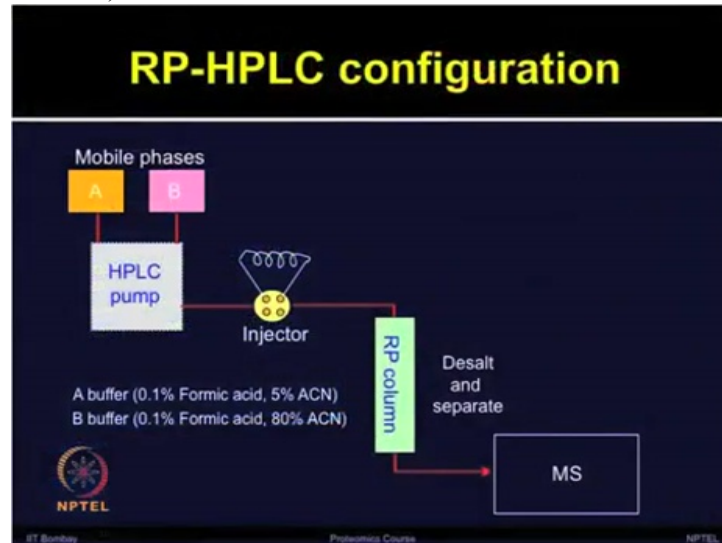 RP-HPLC configuration
Mobile phases
A B
HPLC
pump
Injector
RP column
Desalt
and
separate
A buffer (0.1% Formic acid, 5% ACN)
B buffer (0.1% Formic acid, 80% ACN)
MS
NPTEL
IIT Bombay Proteomics Course NPTEL